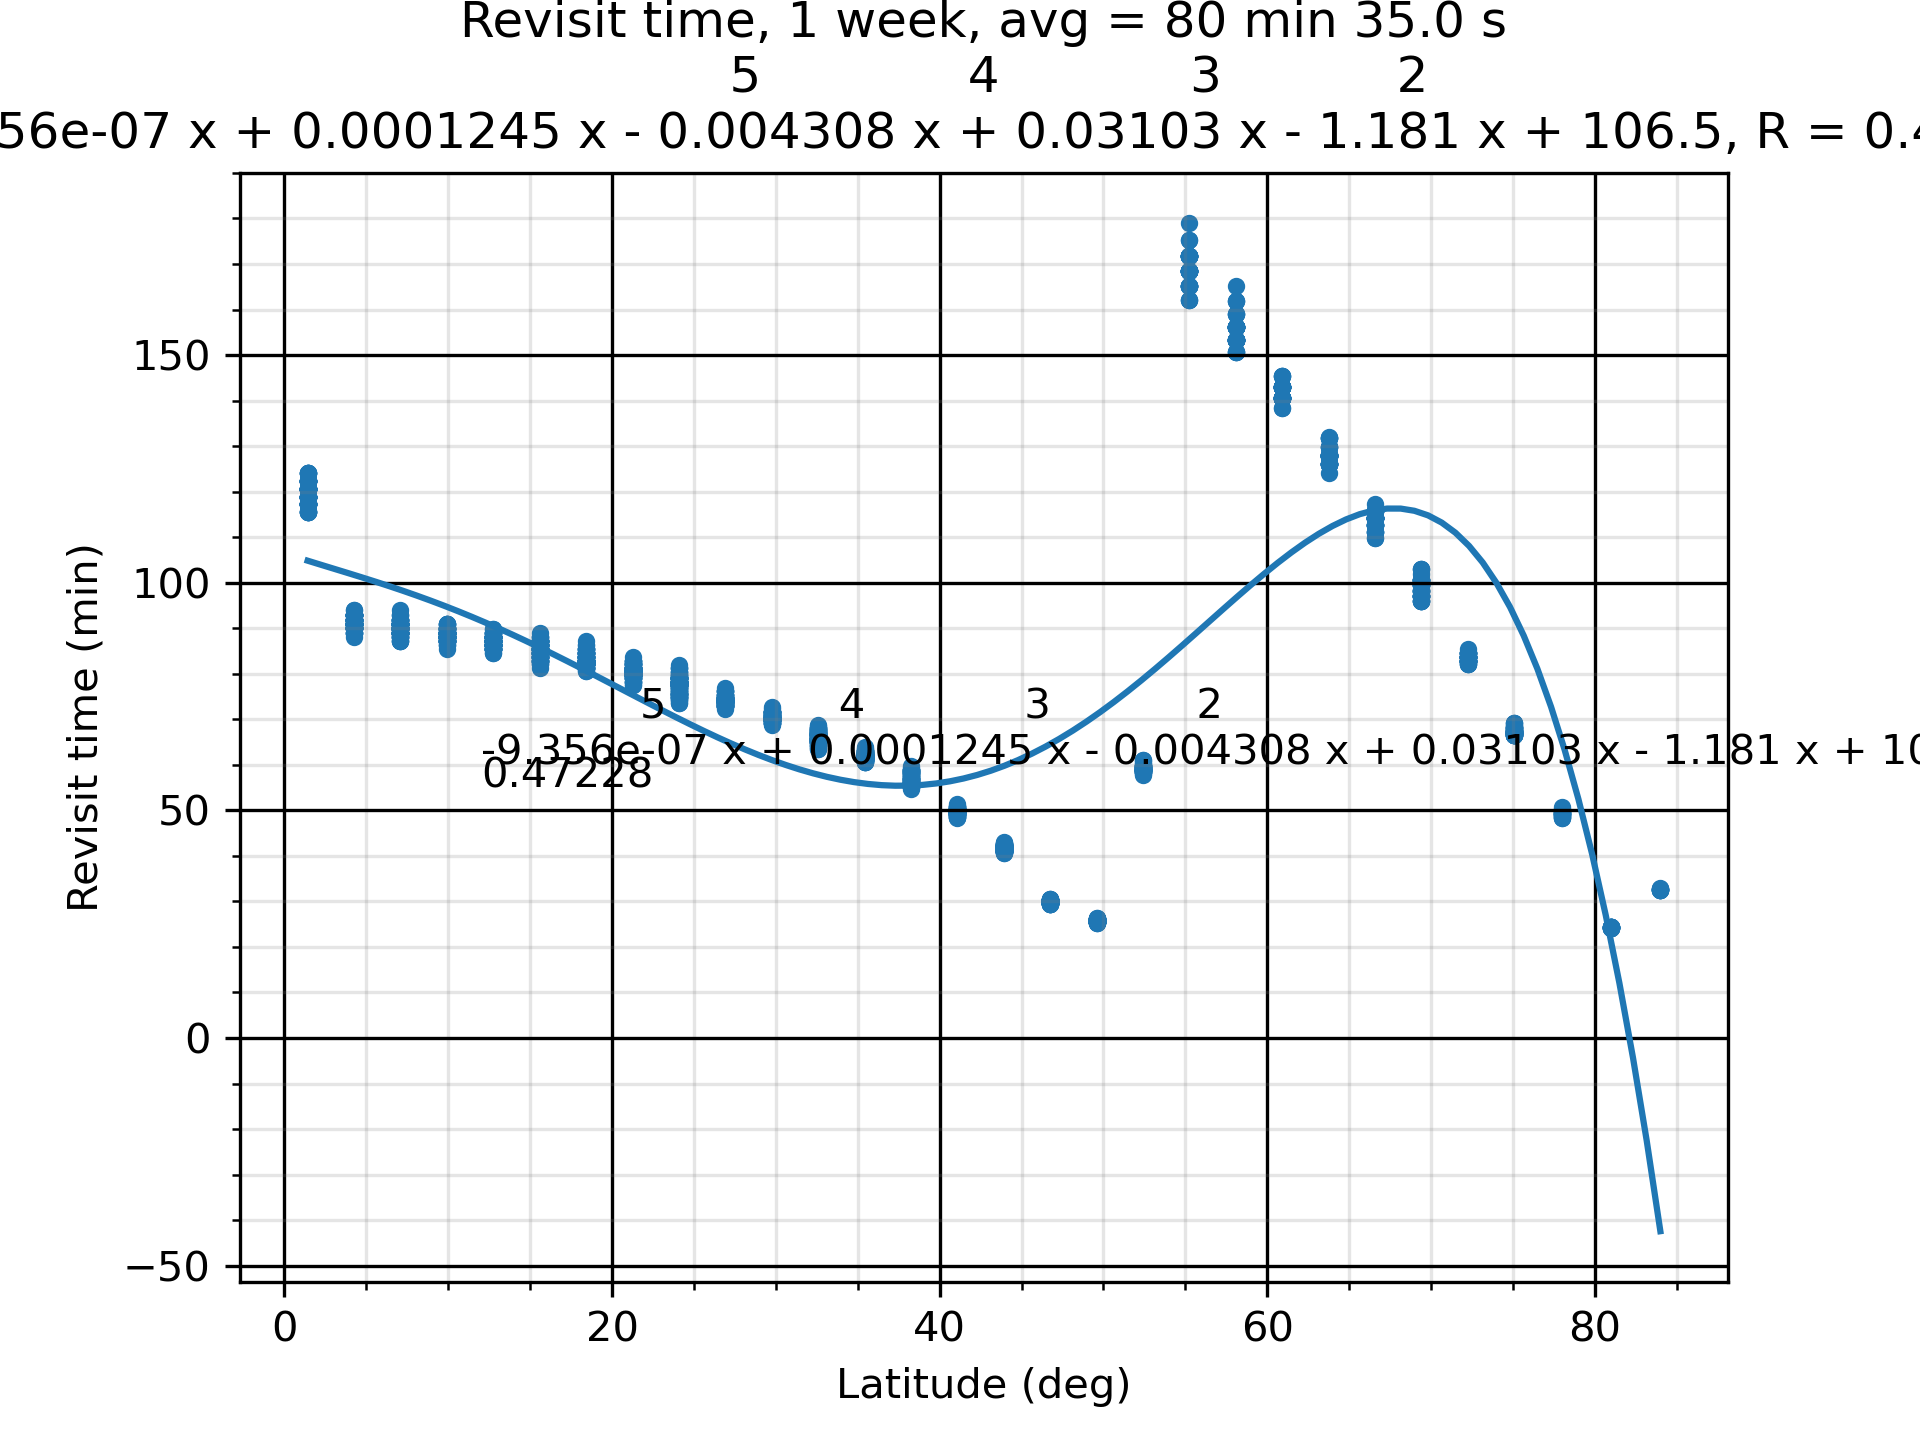 Revisit time, 1 week, avg = 80 min 35.0 s
5 4 3 2
56e-07 x + 0.0001245 x - 0.004308 x + 0.03103 x - 1.181 x + 106.5, R = 0.4
150
100
50
0
−50
Revisit time (min)
5 4 3 2
-9.356e-07 x + 0.0001245 x - 0.004308 x + 0.03103 x - 1.181 x + 10
0.47228
0 20 40 60 80
Latitude (deg)